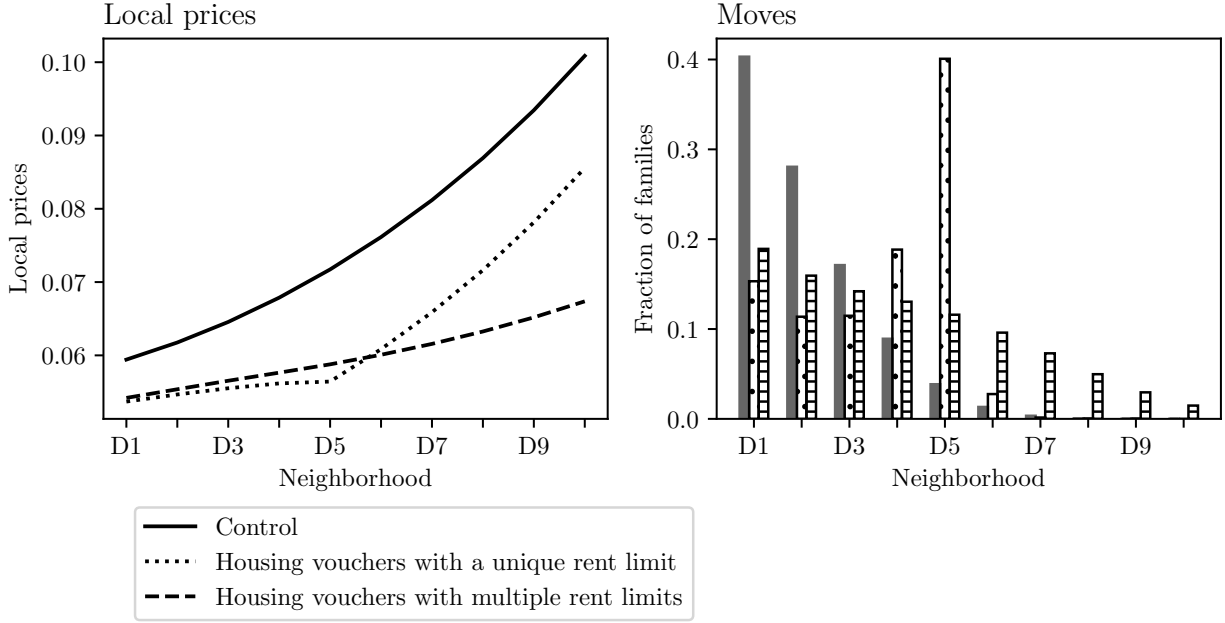 Local prices
Local prices
0.10
0.09
0.08
0.07
0.06
D1
D3
D5
D7
D9
Neighborhood
Moves
Fraction of families
0.4
0.3
0.2
0.1
0.0
D1
D3
D5
D7
D9
Neighborhood
Control
Housing vouchers with a unique rent limit
Housing vouchers with multiple rent limits